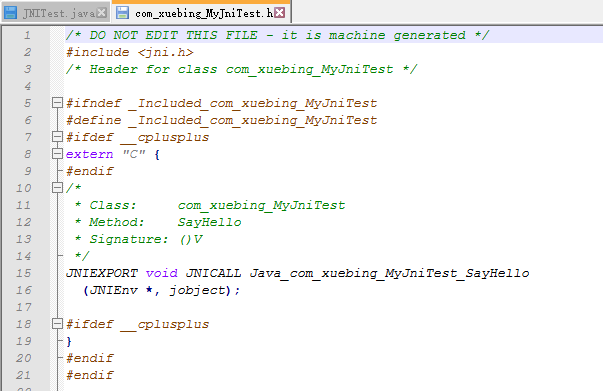 JNITest.java com_xuebing_MyJniTest.h
1 /* DO NOT EDIT THIS FILE - it is machine generated */
2 #include <jni.h>
3 /* Header for class com_xuebing_MyJniTest */
4
5 #ifndef _Included_com_xuebing_MyJniTest
6 #define _Included_com_xuebing_MyJniTest
7 #ifdef __cplusplus
8 extern "C" {
9 #endif
10 /*
11 * Class:     com_xuebing_MyJniTest
12 * Method:    SayHello
13 * Signature: ()V
14 */
15 JNIEXPORT void JNICALL Java_com_xuebing_MyJniTest_SayHello
16 (JNIEnv *, jobject);
17
18 #ifdef __cplusplus
19 }
20 #endif
21 #endif